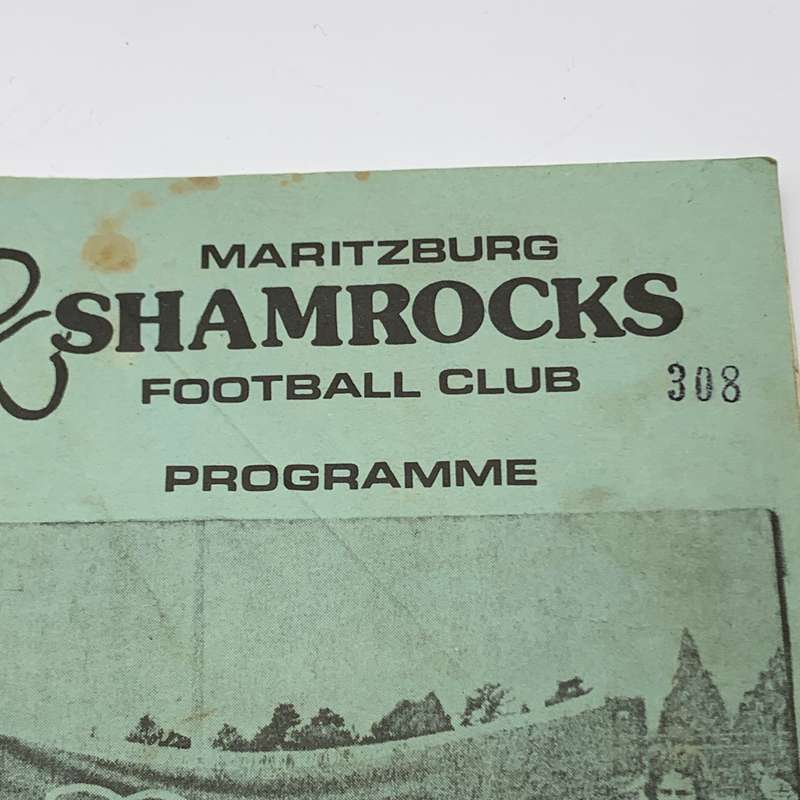 MARITZBURG
SHAMROCKS
FOOTBALL CLUB
308
PROGRAMME